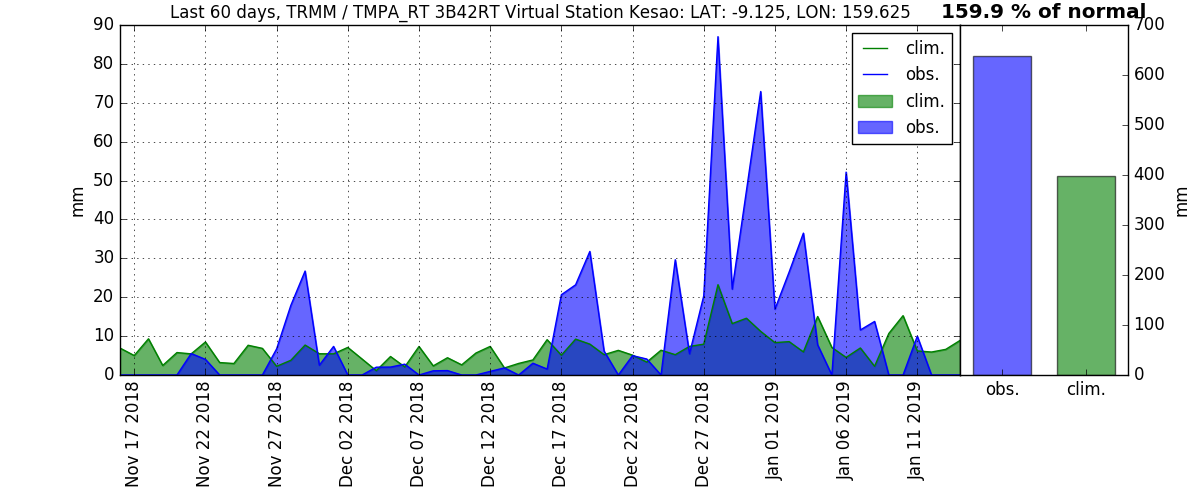 Last 60 days, TRMM / TMPA_RT 3B42RT Virtual Station Kesao: LAT: -9.125, LON: 159.625
159.9 % of normal
90
80
70
60
50
40
30
20
10
0
mm
clim.
obs.
clim.
obs.
Nov 17 2018
Nov 22 2018
Nov 27 2018
Dec 02 2018
Dec 07 2018
Dec 12 2018
Dec 17 2018
Dec 22 2018
Dec 27 2018
Jan 01 2019
Jan 06 2019
Jan 11 2019
700
600
500
400
300
200
100
0
mm
obs.
clim.